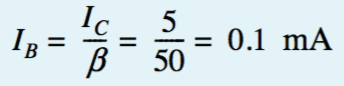 I_B = I_C/β = 5/50 = 0.1 mA